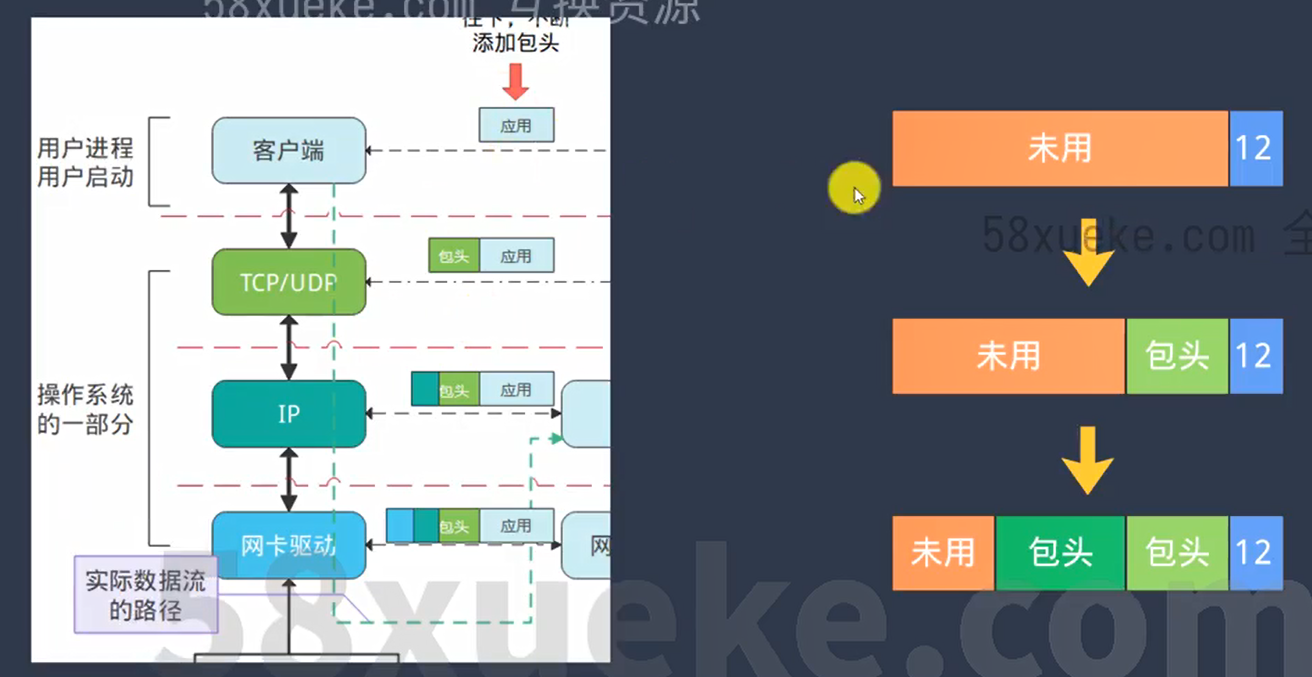 58xueke.com 互换资源
往下，不断
添加包头
应用
用户进程
用户启动
客户端
包头 应用
TCP/UDP
操作系统
的一部分
包头 应用
IP
包头 应用
网卡驱动
网
实际数据流
的路径
未用 12
58xueke.com 全
未用 包头 12
未用 包头 包头 12
58xueke.com